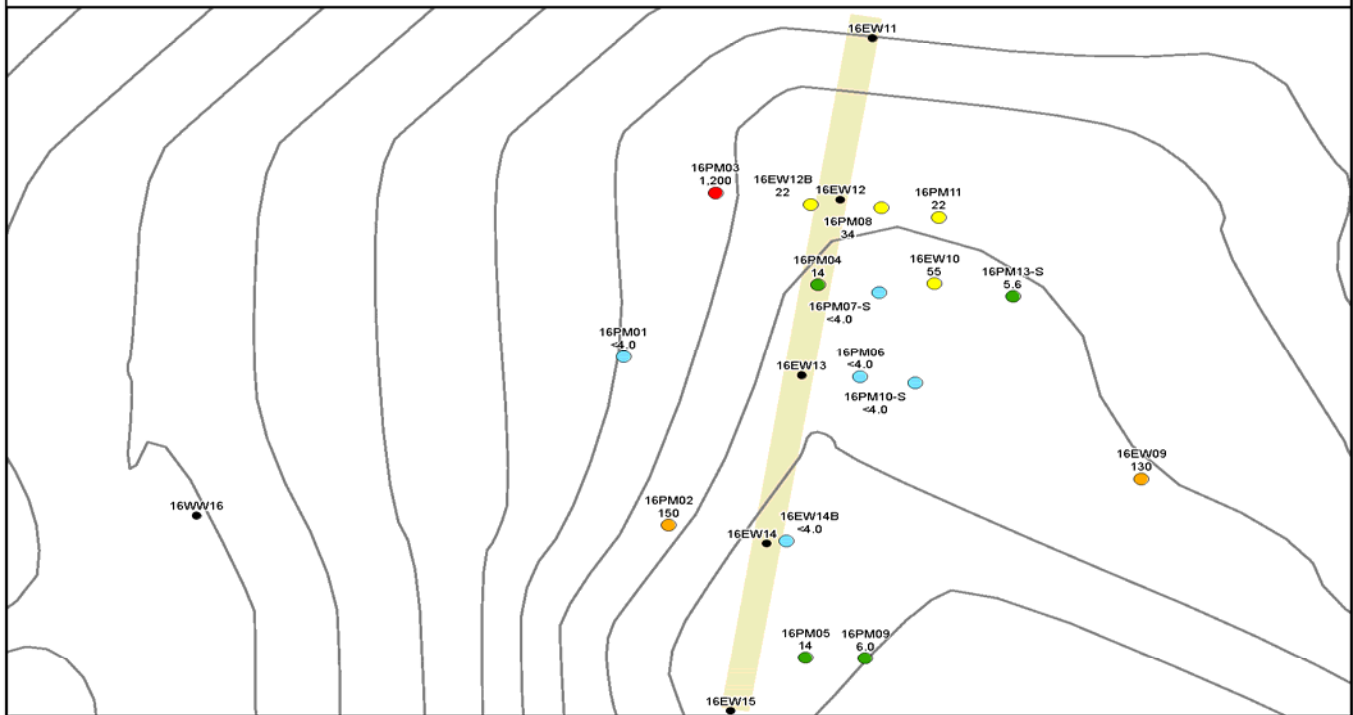 16EW11
16PM03
1,200
16EW12B
22
16EW12
16PM11
22
16PM08
34
16PM04
14
16EW10
55
16PM13-S
5.6
16PM07-S
<4.0
16PM01
<4.0
16PM06
<4.0
16EW13
16PM10-S
<4.0
16EW09
130
16WW16
16PM02
150
16EW14B
<4.0
16EW14
16PM05
14
16PM09
6.0
16EW15